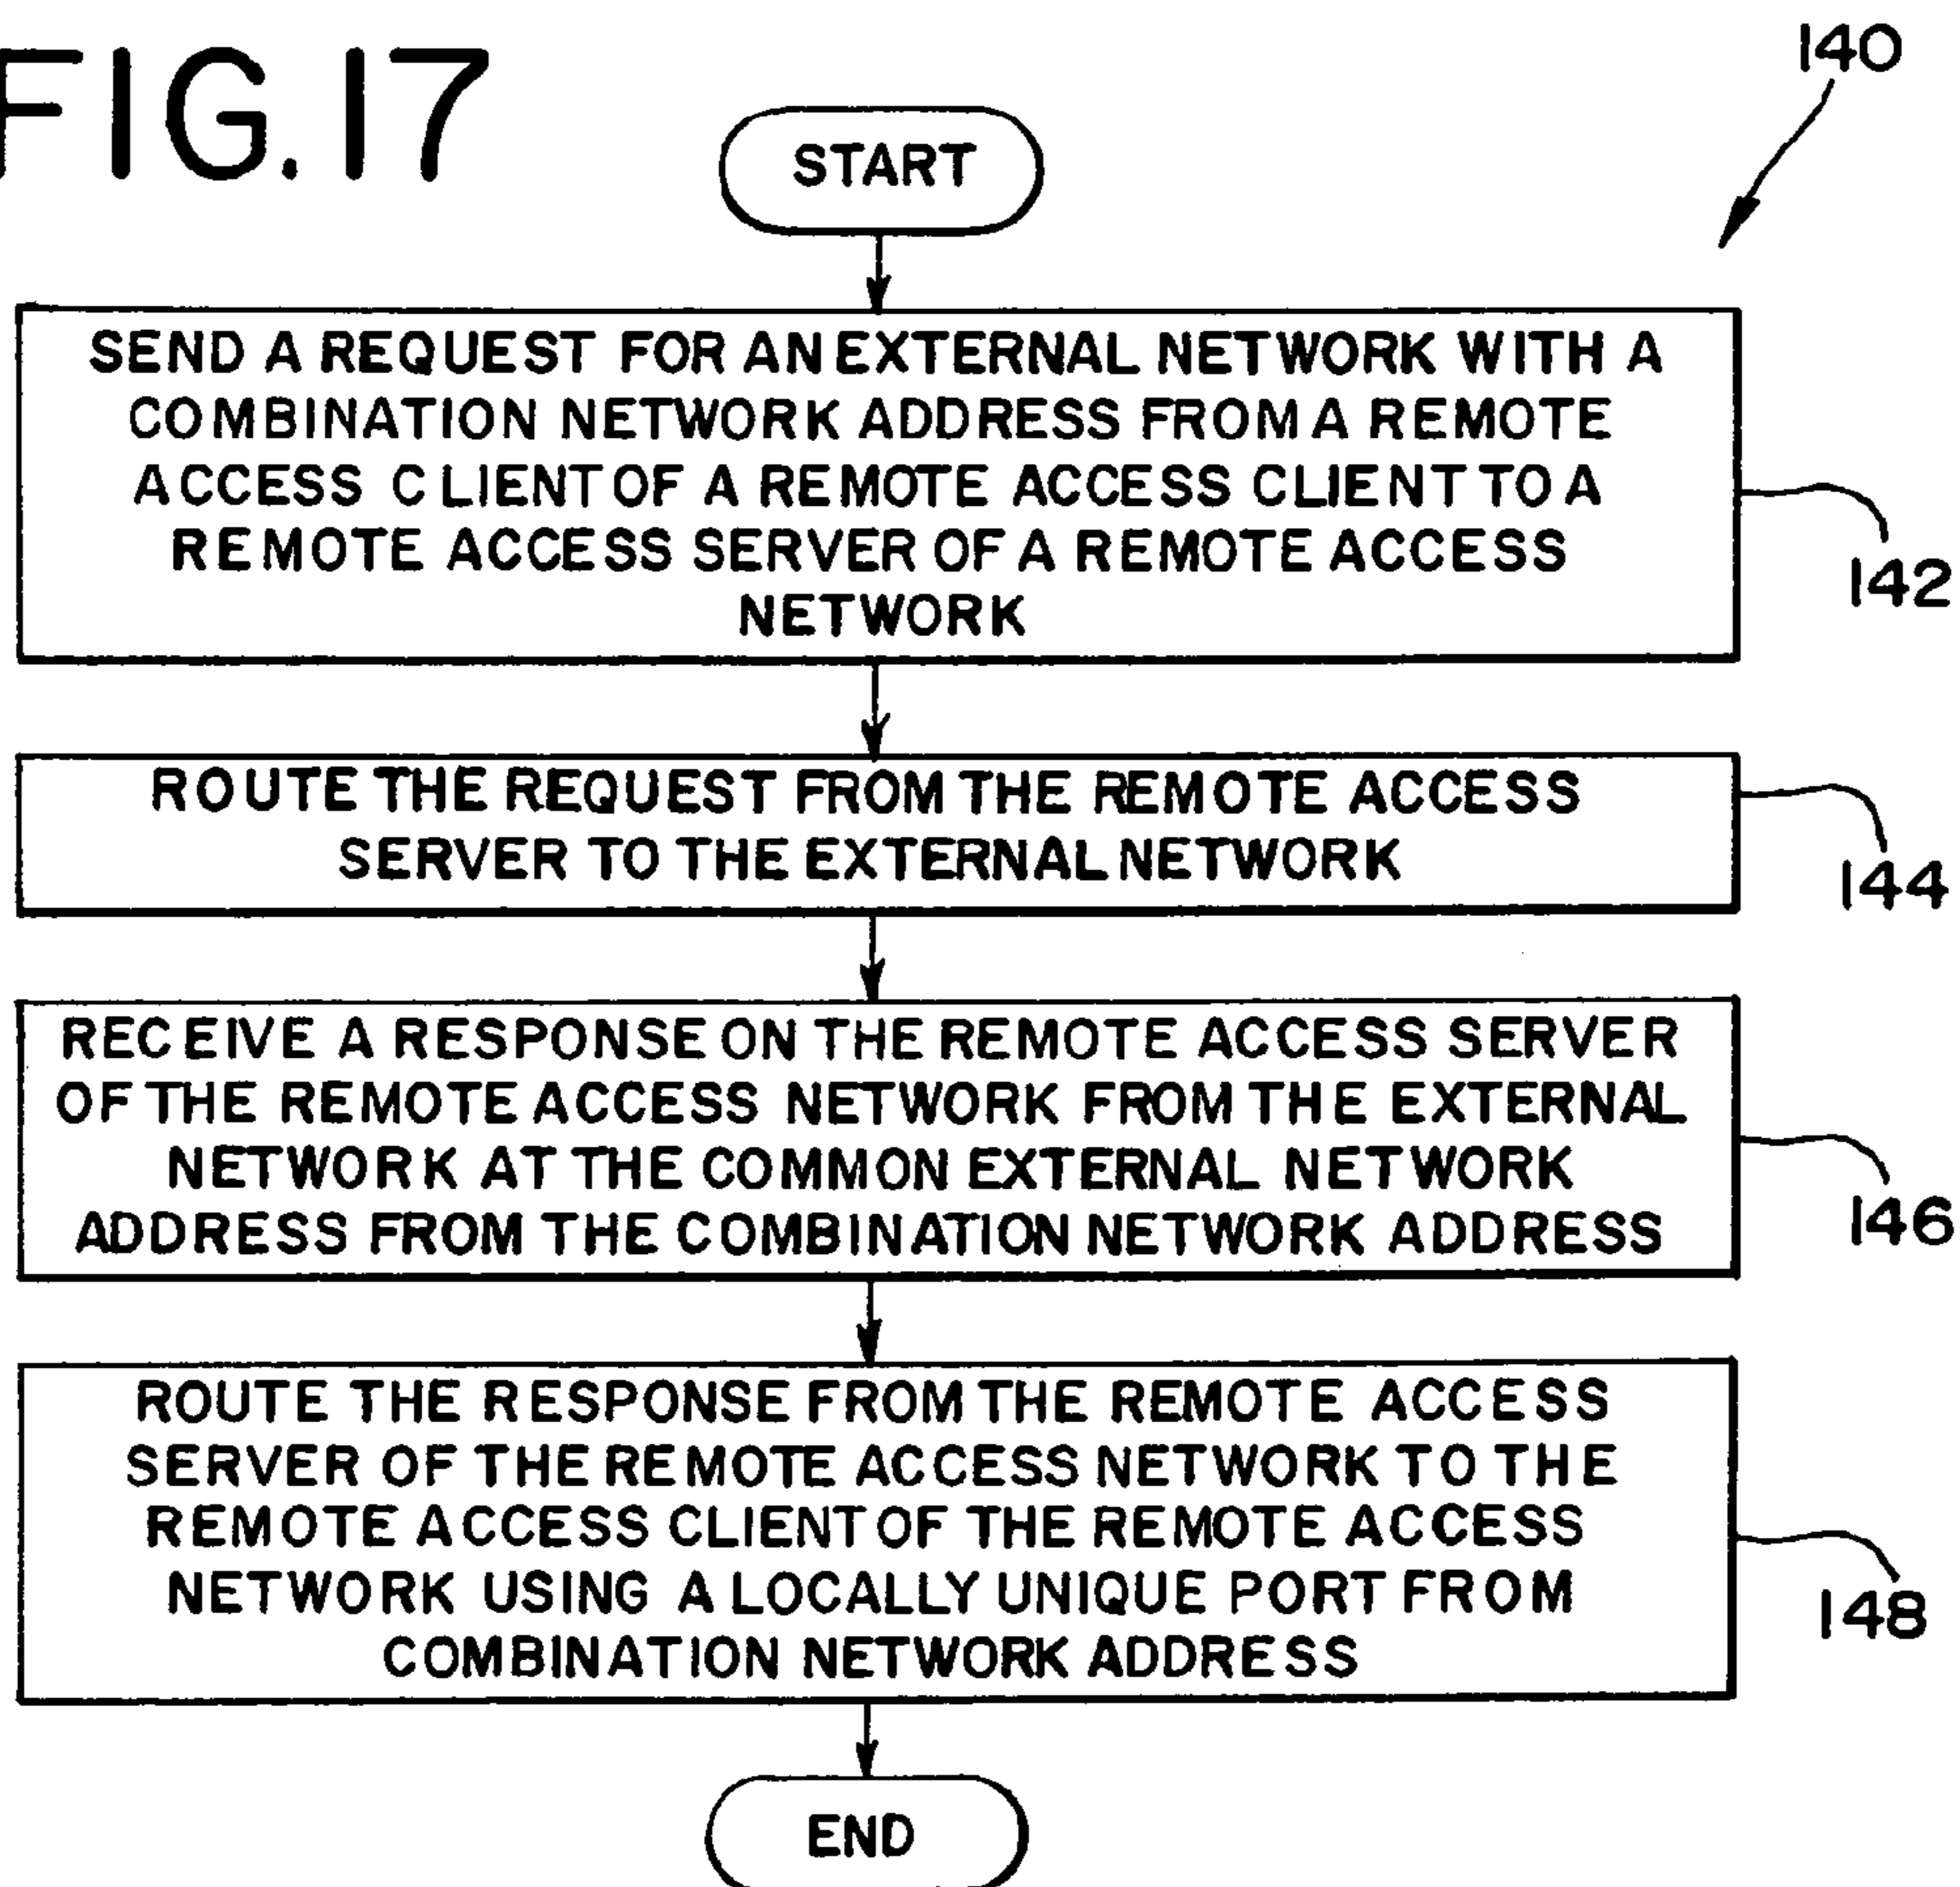 FIG. 17
140
START
SEND A REQUEST FOR AN EXTERNAL NETWORK WITH A
COMBINATION NETWORK ADDRESS FROM A REMOTE
ACCESS CLIENT OF A REMOTE ACCESS CLIENT TO A
REMOTE ACCESS SERVER OF A REMOTE ACCESS
NETWORK
142
ROUTE THE REQUEST FROM THE REMOTE ACCESS
SERVER TO THE EXTERNAL NETWORK
144
RECEIVE A RESPONSE ON THE REMOTE ACCESS SERVER
OF THE REMOTE ACCESS NETWORK FROM THE EXTERNAL
NETWORK AT THE COMMON EXTERNAL NETWORK
ADDRESS FROM THE COMBINATION NETWORK ADDRESS
146
ROUTE THE RESPONSE FROM THE REMOTE ACCESS
SERVER OF THE REMOTE ACCESS NETWORK TO THE
REMOTE ACCESS CLIENT OF THE REMOTE ACCESS
NETWORK USING A LOCALLY UNIQUE PORT FROM
COMBINATION NETWORK ADDRESS
148
END